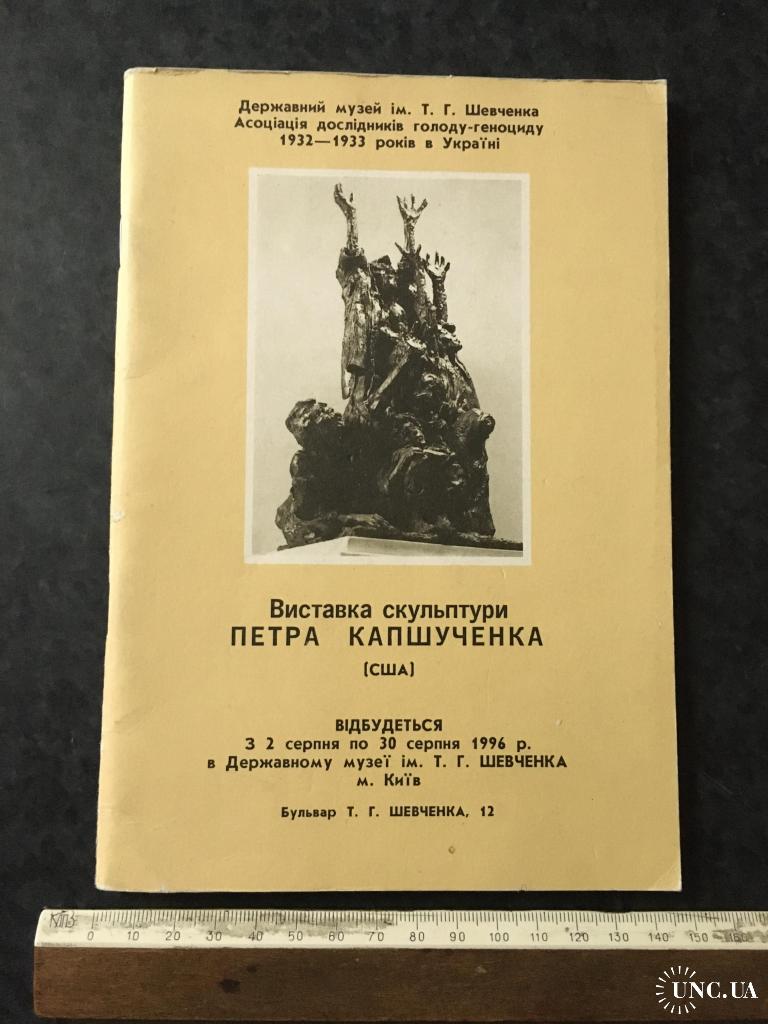 Державний музей ім. Т. Г. Шевченка
Асоціація дослідників голоду-геноциду
1932—1933 років в Україні
Виставка скульптури
ПЕТРА КАПШУЧЕНКА
(США)
ВІДБУДЕТЬСЯ
З 2 серпня по 30 серпня 1996 р.
в Державному музеї ім. Т. Г. ШЕВЧЕНКА
м. Київ
Бульвар Т. Г. ШЕВЧЕНКА, 12
0 10 20 30 40 50 60 70 80 90 100 110 120 130 140 150 160
UNC.UA